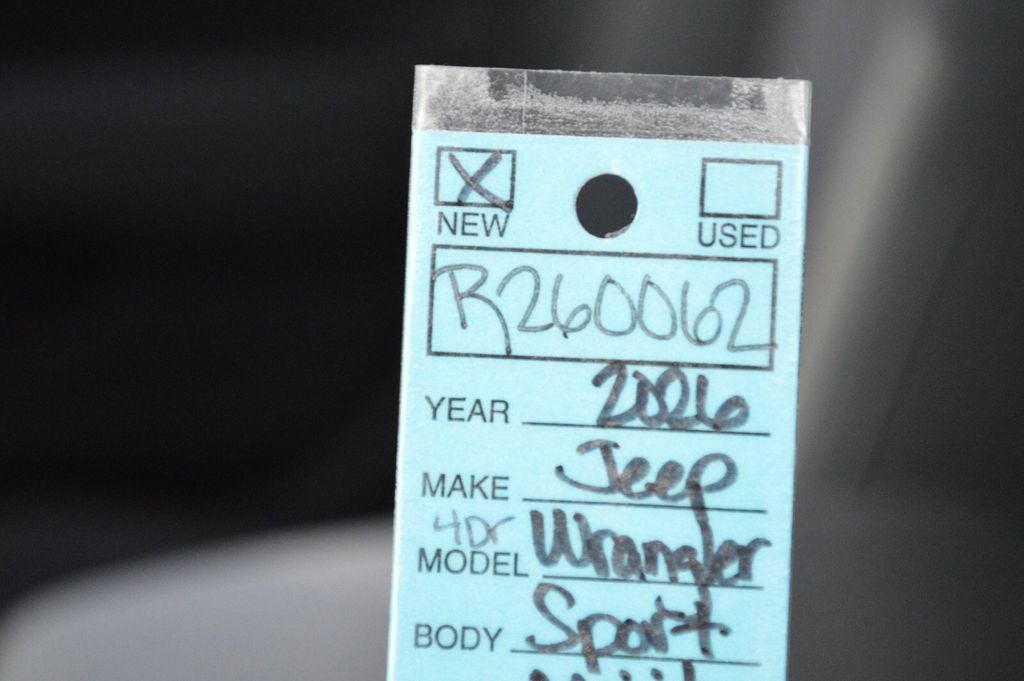 X
NEW USED
R260062
YEAR 2026
MAKE Jeep
4Dr
MODEL Wrangler
BODY Sport